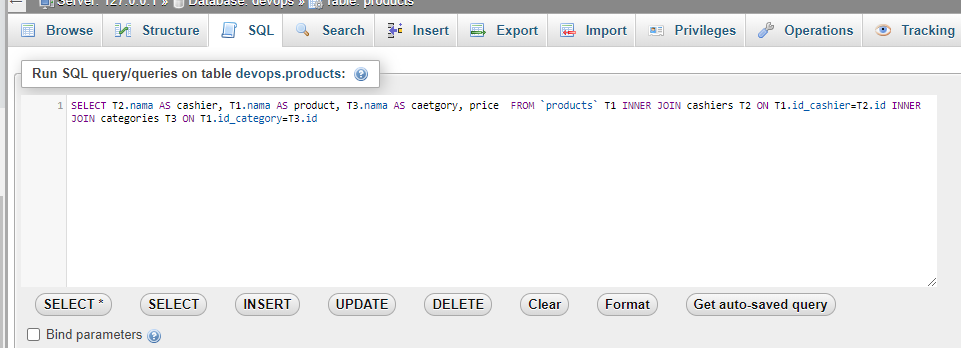 Server: 127.0.0.1 » Database: devops » Table: products
Browse Structure SQL Search Insert Export Import Privileges Operations Tracking
Run SQL query/queries on table devops.products:
1 SELECT T2.nama AS cashier, T1.nama AS product, T3.nama AS caetgory, price FROM `products` T1 INNER JOIN cashiers T2 ON T1.id_cashier=T2.id INNER
JOIN categories T3 ON T1.id_category=T3.id
SELECT * SELECT INSERT UPDATE DELETE Clear Format Get auto-saved query
Bind parameters